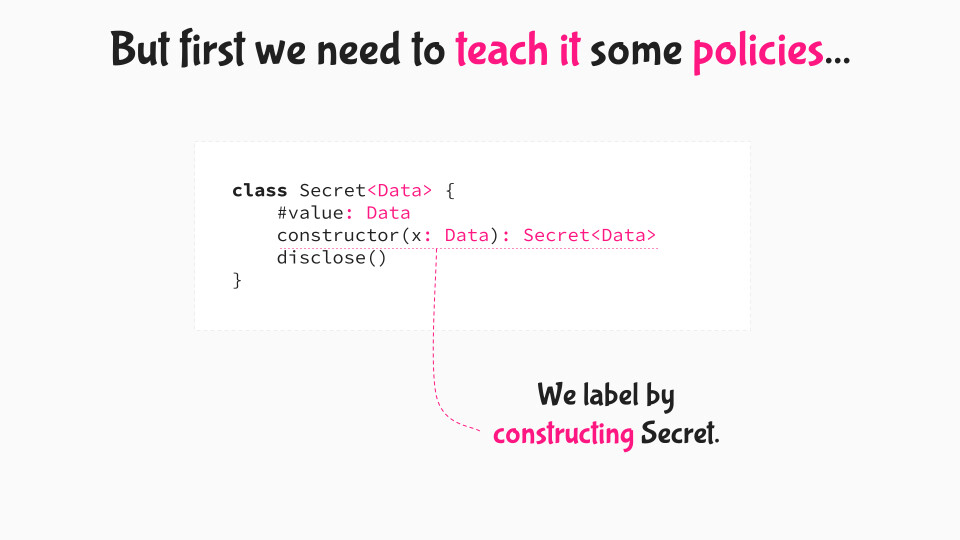 But first we need to teach it some policies...
class Secret<Data> {
    #value: Data
    constructor(x: Data): Secret<Data>
    disclose()
}
We label by
constructing Secret.